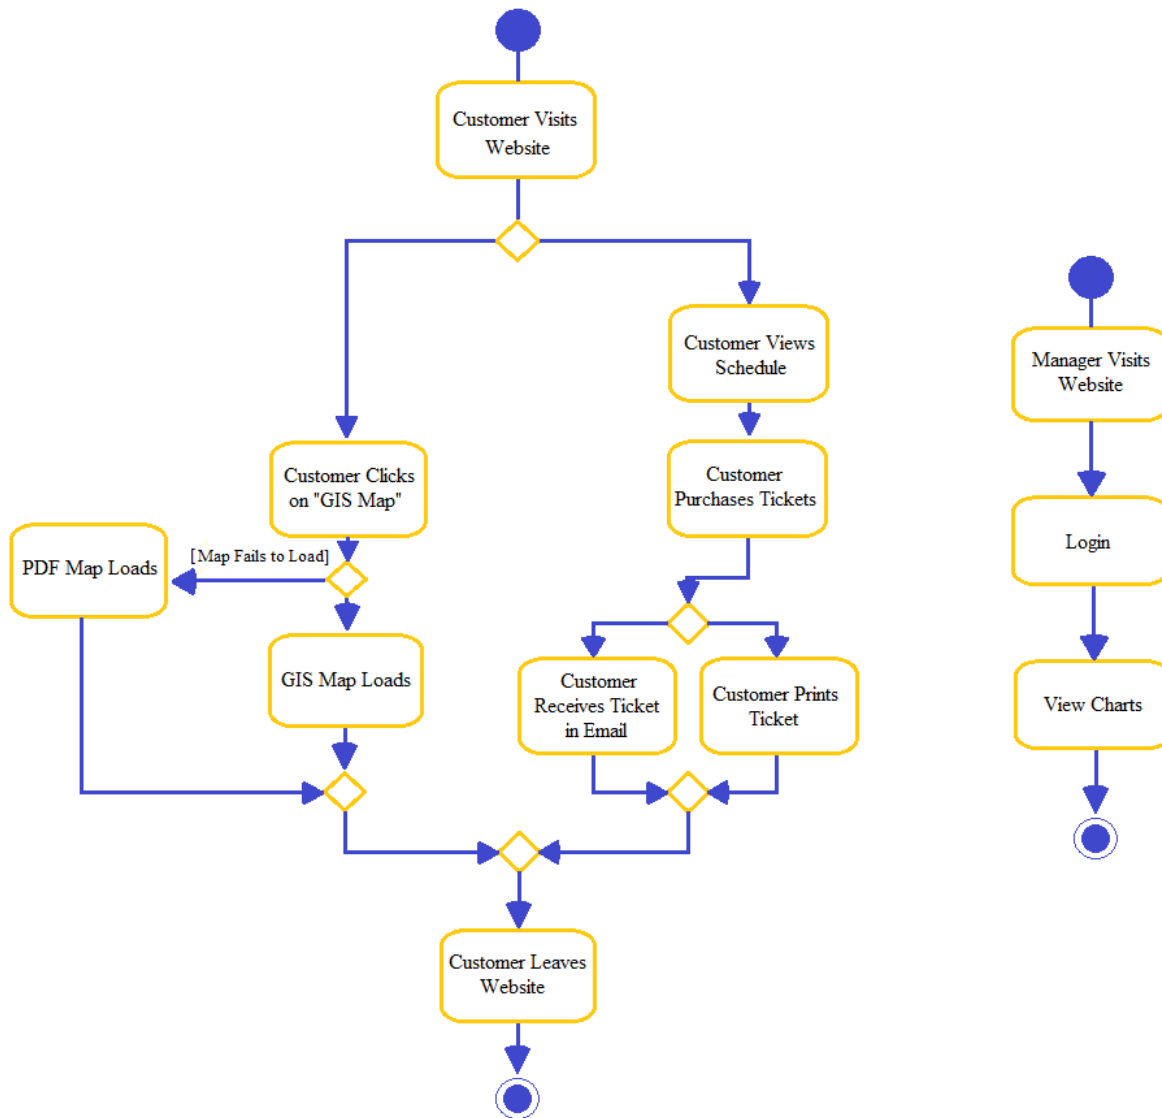 Customer Visits
Website
Customer Views
Schedule
Manager Visits
Website
Customer Clicks
on "GIS Map"
Customer
Purchases Tickets
[Map Fails to Load]
PDF Map Loads
Login
GIS Map Loads
Customer
Receives Ticket
in Email
Customer Prints
Ticket
View Charts
Customer Leaves
Website